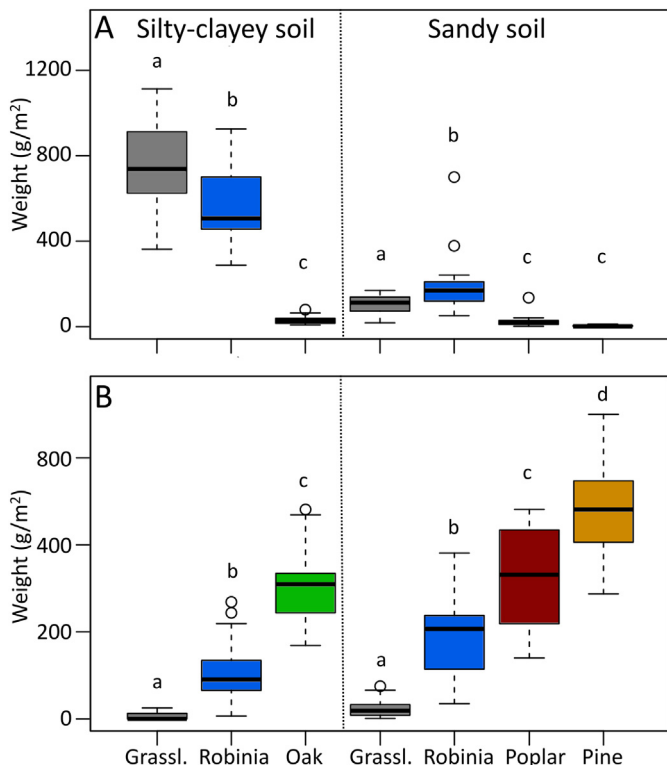 A Silty-clayey soil Sandy soil
Weight (g/m²)
1200
800
400
0
a b c a b c c
B
Weight (g/m²)
800
400
200
0
a b c a b c d
Grassl. Robinia Oak Grassl. Robinia Poplar Pine